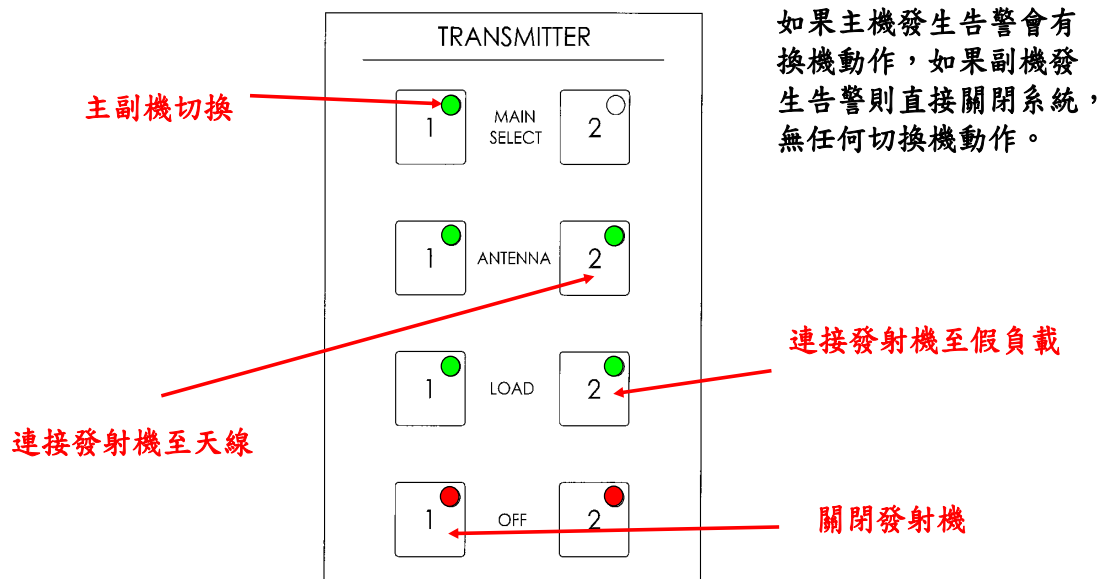 TRANSMITTER
如果主機發生告警會有
換機動作，如果副機發
生告警則直接關閉系統，
無任何切換機動作。
主副機切換
1
MAIN
SELECT
2
1
ANTENNA
2
連接發射機至假負載
1
LOAD
2
連接發射機至天線
1
OFF
2
關閉發射機